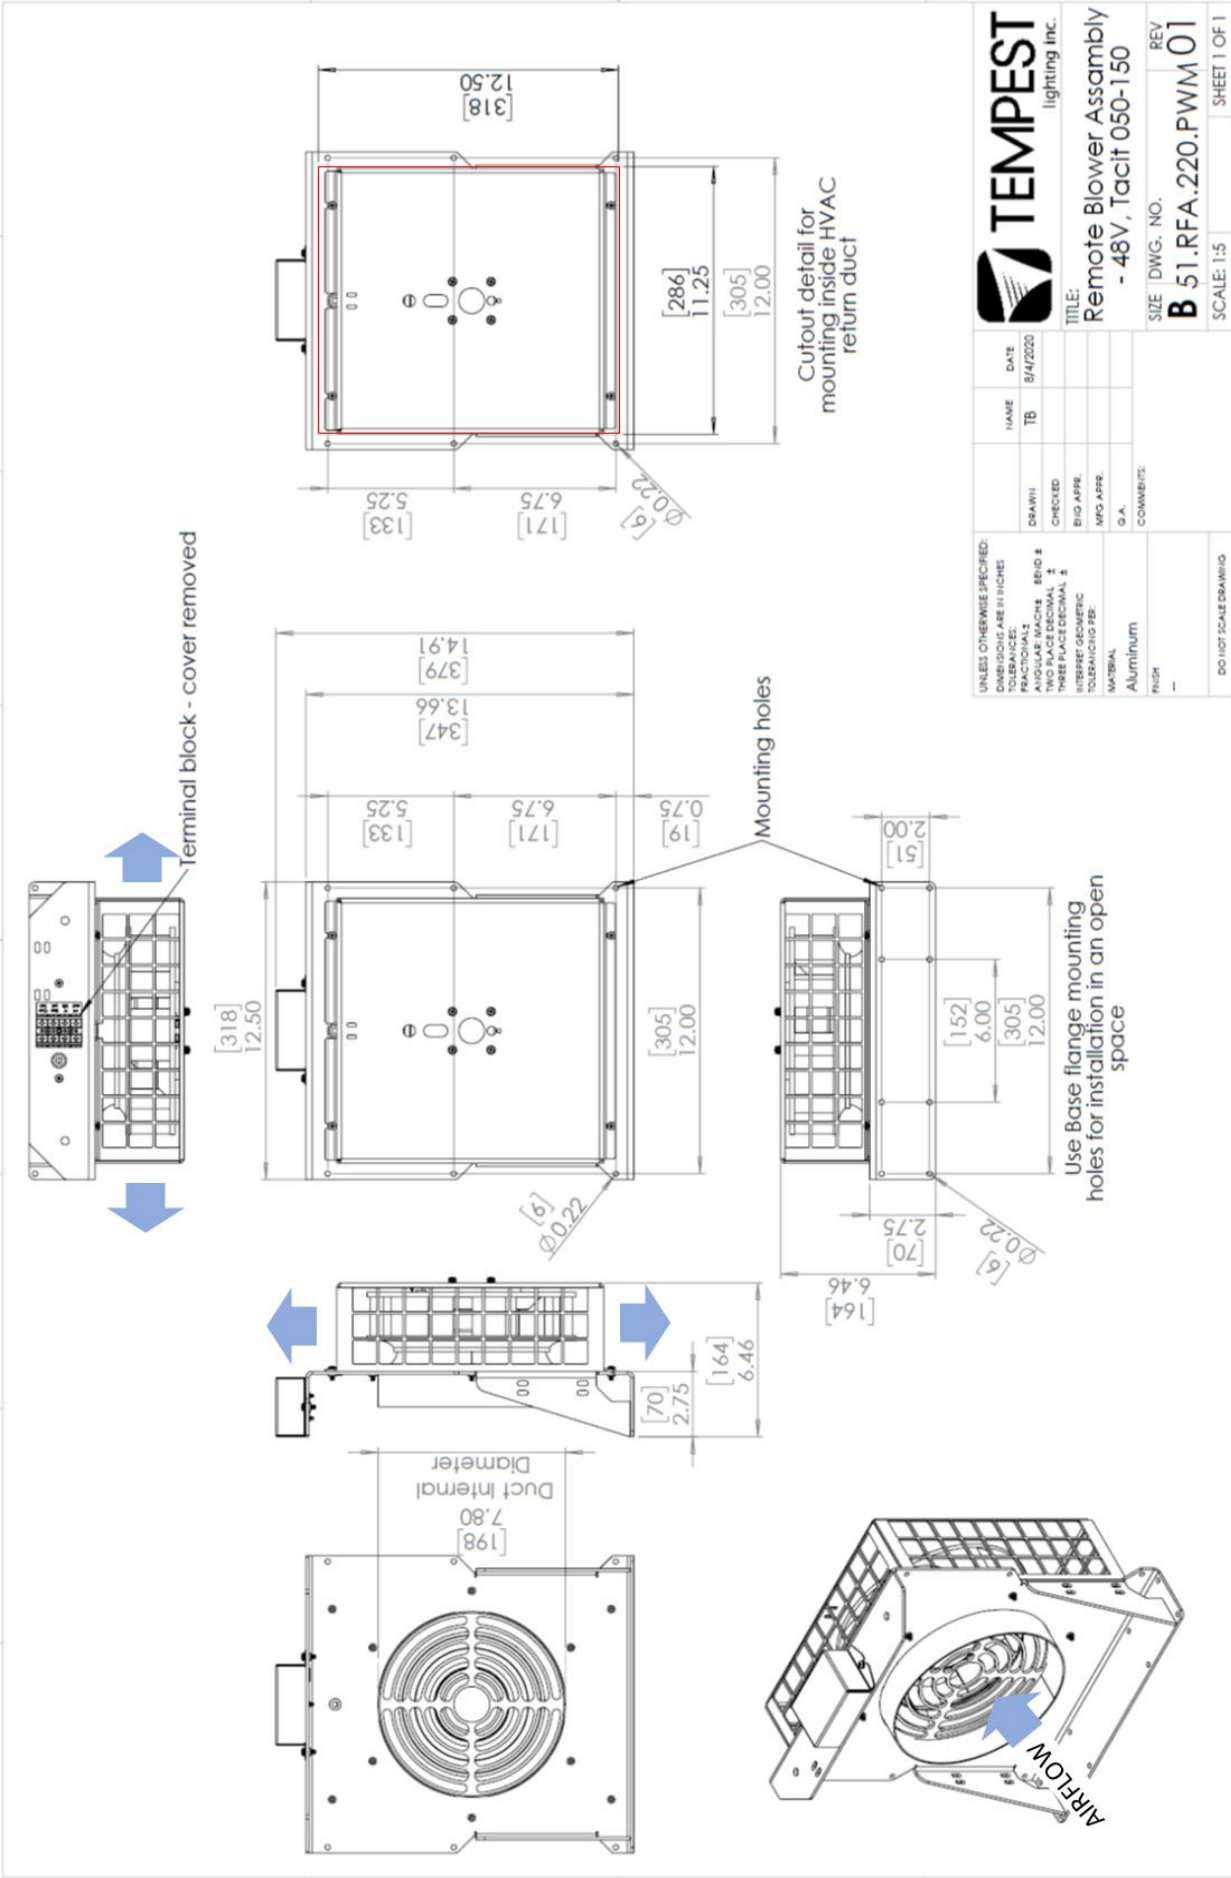 [318]
12.50
Terminal block - cover removed
[198]
7.80
Duct Internal
Diameter
[70]
2.75
[164]
6.46
[6]
Ø0.22
[305]
12.00
[133]
5.25
[171]
6.75
[19]
0.75
[347]
13.66
[379]
14.91
Mounting holes
[133]
5.25
[171]
6.75
[6]
Ø0.22
[318]
12.50
[286]
11.25
[305]
12.00
Cutout detail for
mounting inside HVAC
return duct
AIRFLOW
[164]
6.46
[70]
2.75
[6]
Ø0.22
[152]
6.00
[305]
12.00
[51]
2.00
Use Base flange mounting
holes for installation in an open
space
UNLESS OTHERWISE SPECIFIED:
DIMENSIONS ARE IN INCHES
TOLERANCES:
FRACTIONAL±
ANGULAR: MACH± BEND ±
TWO PLACE DECIMAL ±
THREE PLACE DECIMAL ±
INTERPRET GEOMETRIC
TOLERANCING PER:
MATERIAL
Aluminum
FINISH
--
DO NOT SCALE DRAWING
NAME DATE
DRAWN TB 8/4/2020
CHECKED
ENG APPR.
MFG APPR.
Q.A.
COMMENTS:
TEMPEST
lighting inc.
TITLE:
Remote Blower Assambly
- 48V, Tacit 050-150
SIZE DWG. NO. REV
B 51.RFA.220.PWM 01
SCALE: 1:5 SHEET 1 OF 1